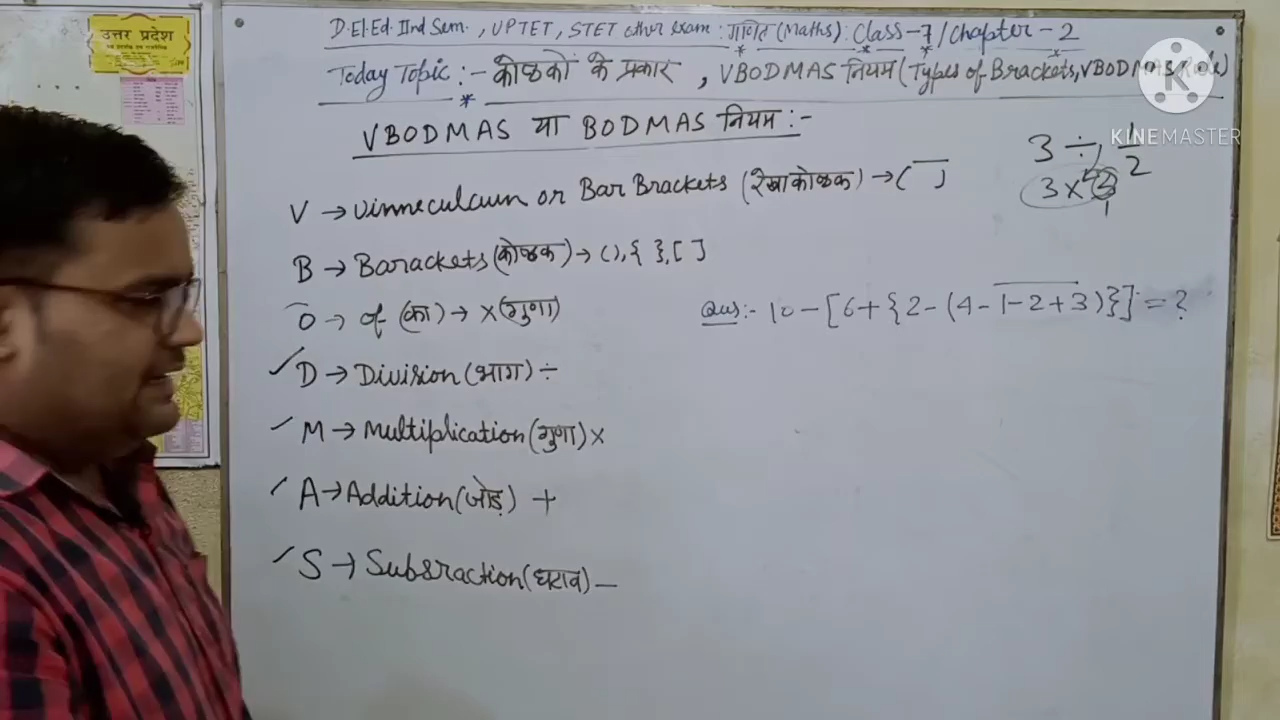 उत्तर प्रदेश
D.El.Ed. IInd Sem., UPTET, STET other exam : गणित (Maths) : Class-7/Chapter-2
Today Topic :- कोष्ठकों के प्रकार , VBODMAS नियम (Types of Brackets, VBODMAS Rule)
KINEMASTER
VBODMAS या BODMAS नियम :-
3 ÷ 1/2
3 × 2/1
V → Vinneculum or Bar Brackets (रेखा कोष्ठक) → ( ‾ )
B → Barackets (कोष्ठक) → ( ), { }, [ ]
O → of (का) → × (गुणा)
Qus :- 10 - [6 + {2 - (4 - 1̅ ̅-̅ ̅2̅ ̅+̅ ̅3̅)}] = ?
D → Division (भाग) ÷
M → Multiplication (गुणा) ×
A → Addition (जोड़) +
S → Subsraction (घटाव) —